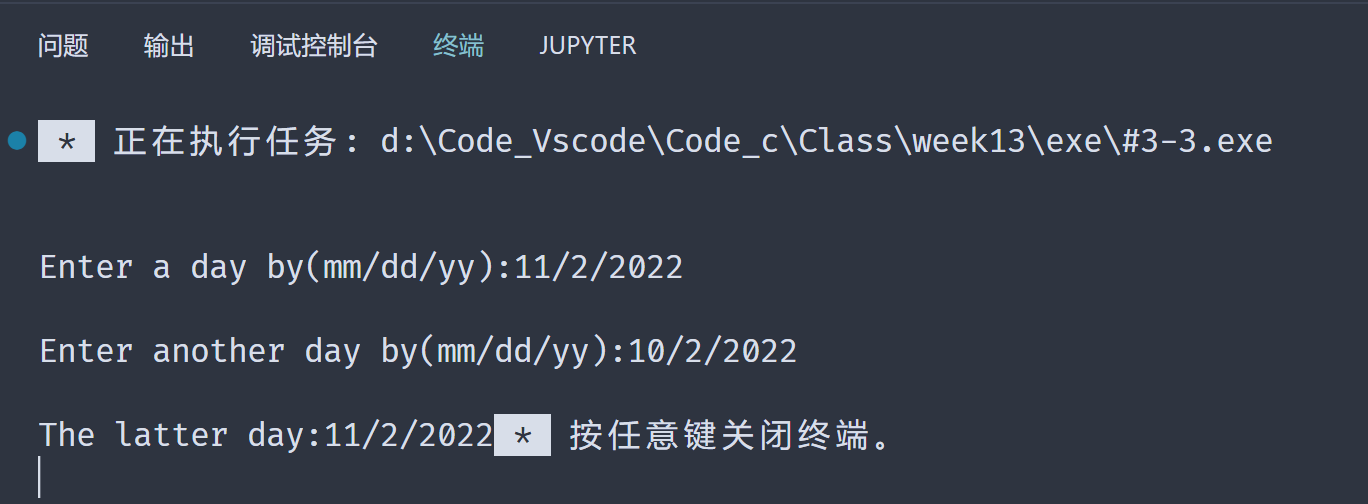 问题 输出 调试控制台 终端 JUPYTER
* 正在执行任务: d:\Code_Vscode\Code_c\Class\week13\exe\#3-3.exe
Enter a day by(mm/dd/yy):11/2/2022
Enter another day by(mm/dd/yy):10/2/2022
The latter day:11/2/2022 * 按任意键关闭终端。